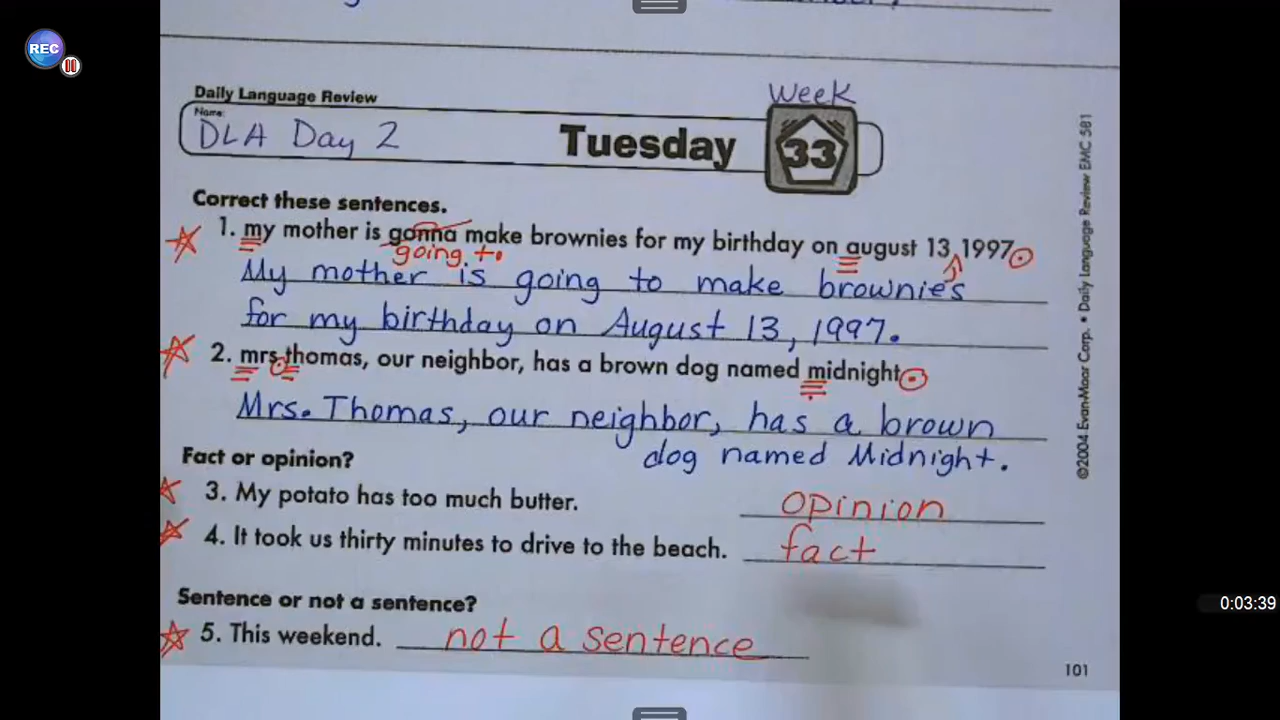 REC
Week
Daily Language Review
Name:
DLA Day 2
Tuesday
33
Correct these sentences.
1. my mother is gonna make brownies for my birthday on august 13, 1997.
going to
My mother is going to make brownies
for my birthday on August 13, 1997.
2. mrs. thomas, our neighbor, has a brown dog named midnight.
Mrs. Thomas, our neighbor, has a brown
dog named Midnight.
Fact or opinion?
3. My potato has too much butter. opinion
4. It took us thirty minutes to drive to the beach. fact
Sentence or not a sentence?
5. This weekend. not a sentence
101
©2004 Evan-Moor Corp. • Daily Language Review EMC 581
0:03:39